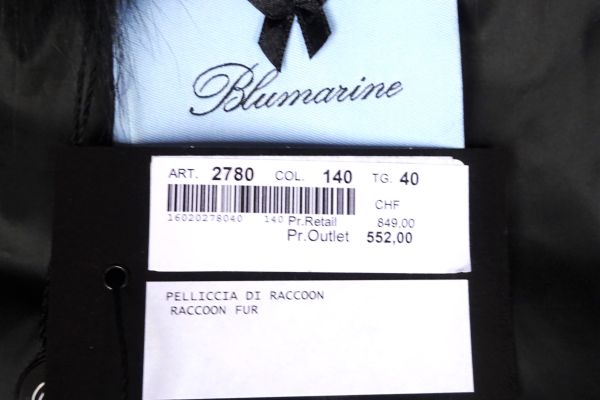 Blumarine
ART. 2780 COL. 140 TG. 40
CHF
16020278040 140 Pr.Retail 849.00
Pr.Outlet 552,00
PELLICCIA DI RACCOON
RACCOON FUR